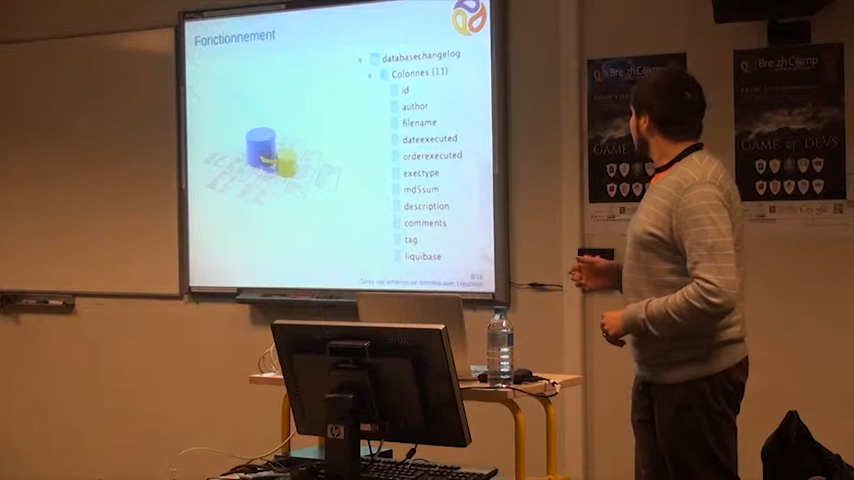 Fonctionnement
databasechangelog
Colonnes (11)
id
author
filename
dateexecuted
orderexecuted
exectype
md5sum
description
comments
tag
liquibase
BreizhCamp
GAME OF DEVS
BreizhCamp
GAME OF DEVS
Google
hp